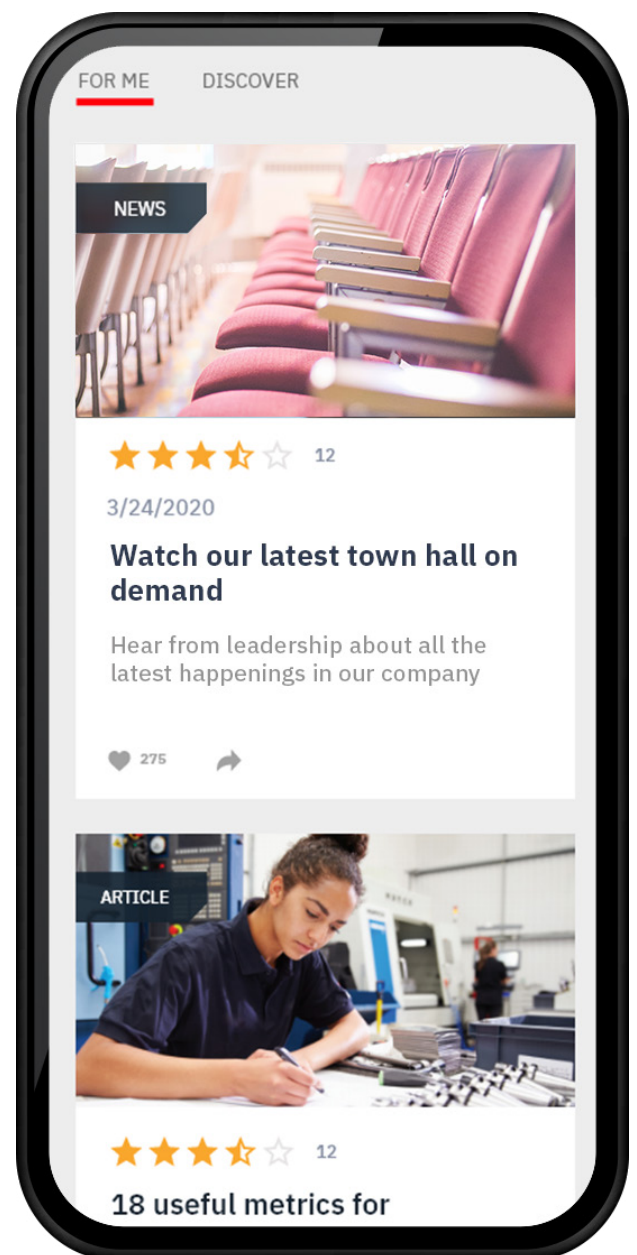 FOR ME DISCOVER
NEWS
12
3/24/2020
Watch our latest town hall on
demand
Hear from leadership about all the
latest happenings in our company
275
ARTICLE
12
18 useful metrics for